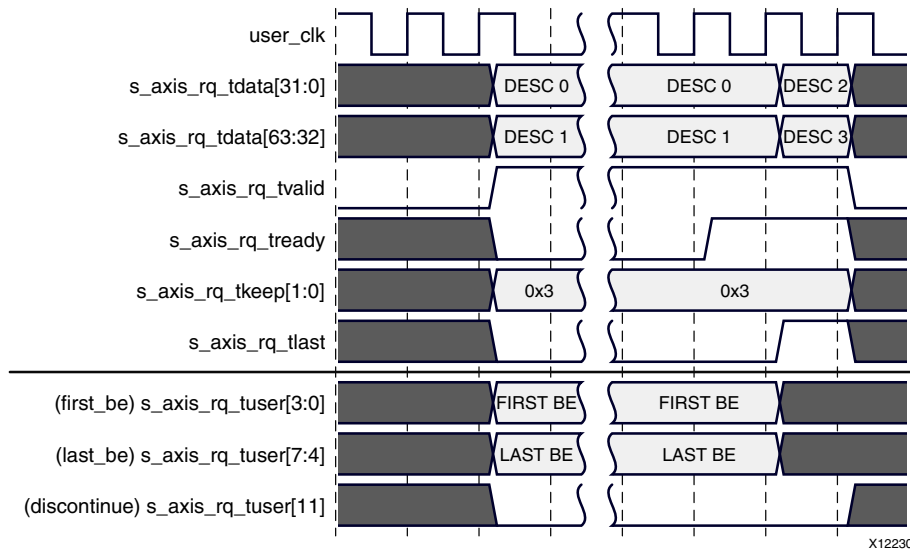 user_clk
s_axis_rq_tdata[31:0] DESC 0 DESC 0 DESC 2
s_axis_rq_tdata[63:32] DESC 1 DESC 1 DESC 3
s_axis_rq_tvalid
s_axis_rq_tready
s_axis_rq_tkeep[1:0] 0x3 0x3
s_axis_rq_tlast
(first_be) s_axis_rq_tuser[3:0] FIRST BE FIRST BE
(last_be) s_axis_rq_tuser[7:4] LAST BE LAST BE
(discontinue) s_axis_rq_tuser[11]
X12230